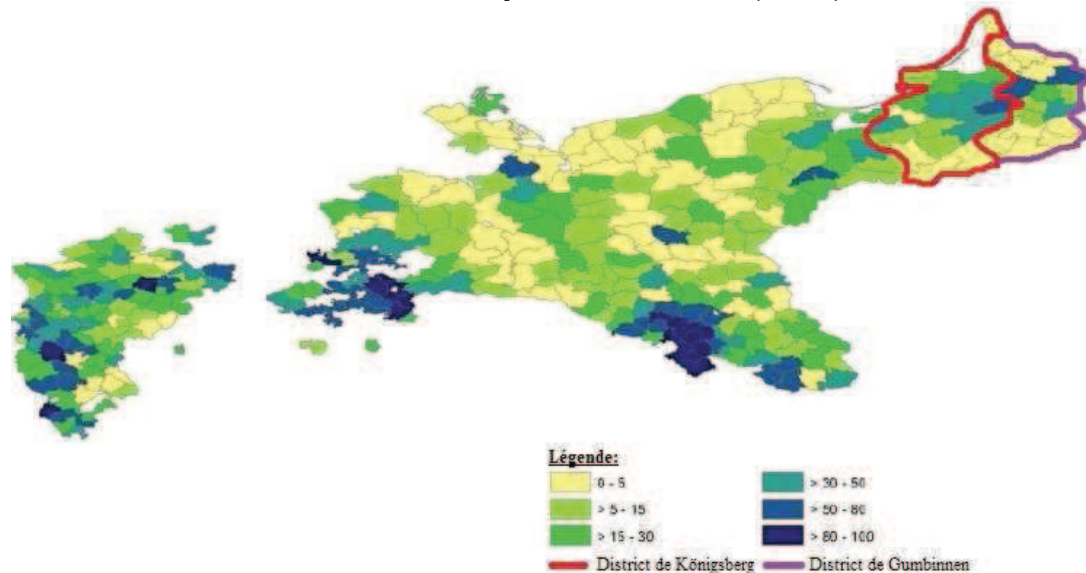 Légende:
0 - 5
> 5 - 15
> 15 - 30
> 30 - 50
> 50 - 80
> 80 - 100
District de Königsberg
District de Gumbinnen